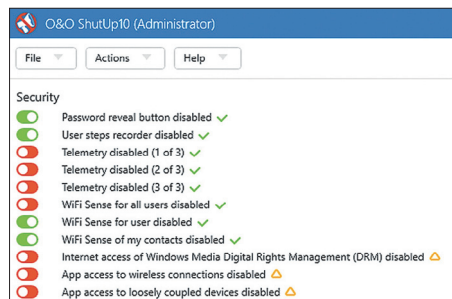 O&O ShutUp10 (Administrator)
File Actions Help
Security
Password reveal button disabled
User steps recorder disabled
Telemetry disabled (1 of 3)
Telemetry disabled (2 of 3)
Telemetry disabled (3 of 3)
WiFi Sense for all users disabled
WiFi Sense for user disabled
WiFi Sense of my contacts disabled
Internet access of Windows Media Digital Rights Management (DRM) disabled
App access to wireless connections disabled
App access to loosely coupled devices disabled